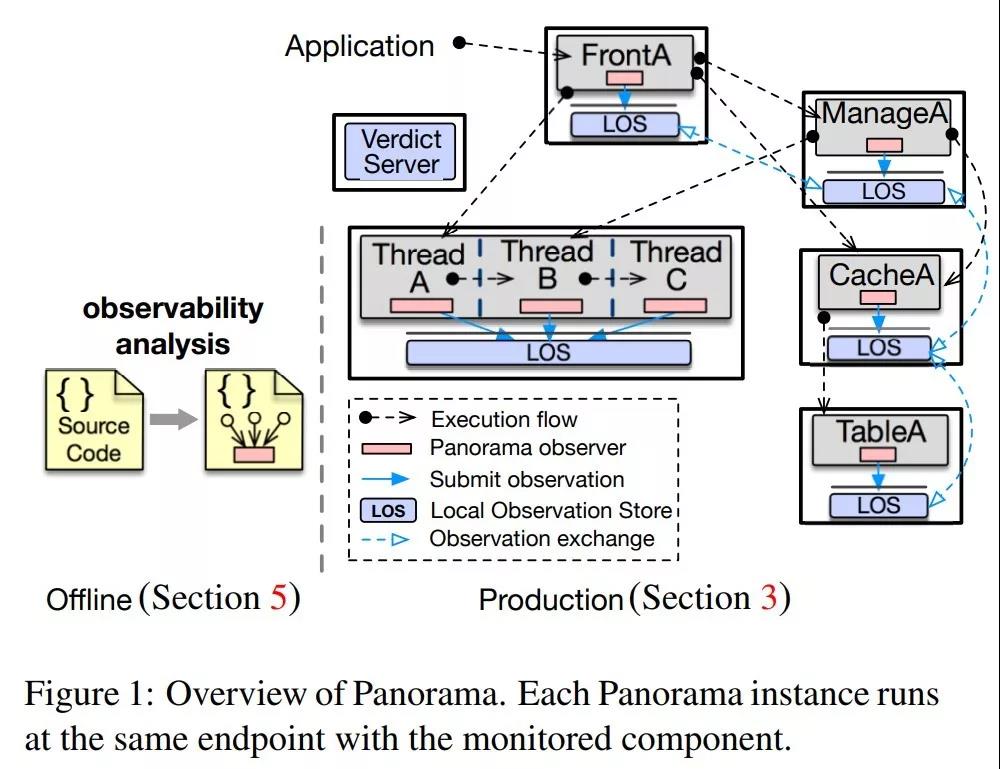 Application
FrontA
LOS
ManageA
LOS
Verdict
Server
Thread
A
Thread
B
Thread
C
LOS
CacheA
LOS
TableA
LOS
observability
analysis
{}
Source
Code
{}
Execution flow
Panorama observer
Submit observation
LOS Local Observation Store
Observation exchange
Offline (Section 5)
Production (Section 3)
Figure 1: Overview of Panorama. Each Panorama instance runs
at the same endpoint with the monitored component.